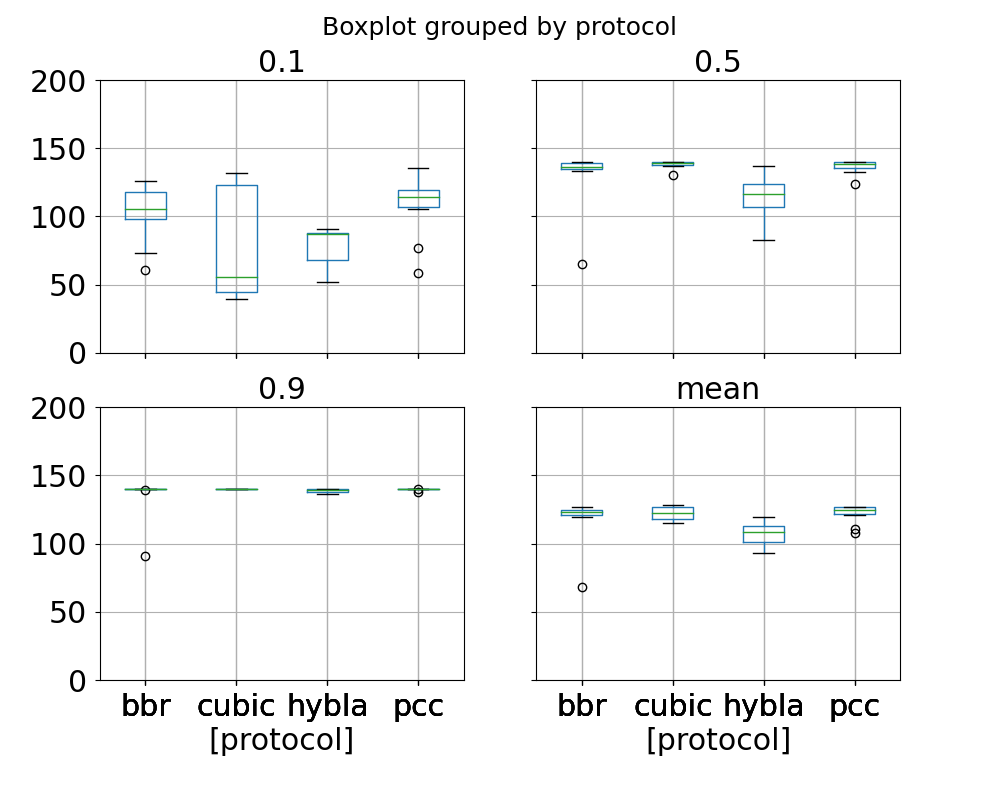 Boxplot grouped by protocol
0.1
0.5
200
150
100
50
0
0.9
mean
200
150
100
50
0
bbr cubic hybla pcc
bbr cubic hybla pcc
[protocol]
[protocol]